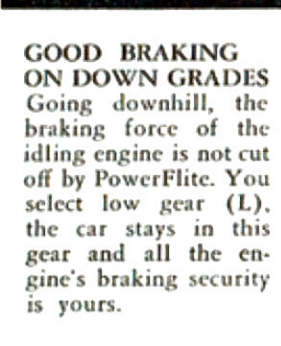 GOOD BRAKING
ON DOWN GRADES
Going downhill, the
braking force of the
idling engine is not cut
off by PowerFlite. You
select low gear (L),
the car stays in this
gear and all the en-
gine's braking security
is yours.